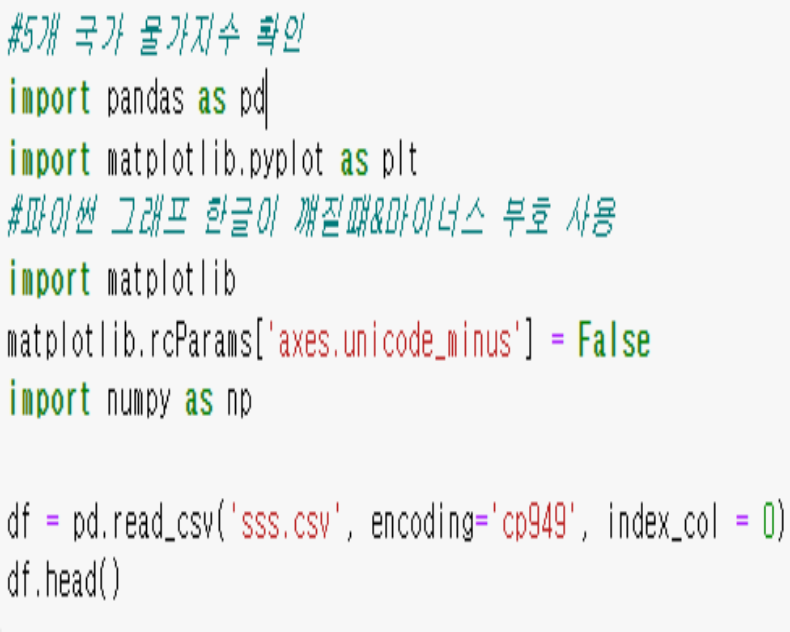 #5개 국가 물가지수 확인
import pandas as pd
import matplotlib.pyplot as plt
#파이썬 그래프 한글이 깨질때&마이너스 부호 사용
import matplotlib
matplotlib.rcParams['axes.unicode_minus'] = False
import numpy as np
df = pd.read_csv('sss.csv', encoding='cp949', index_col = 0)
df.head()